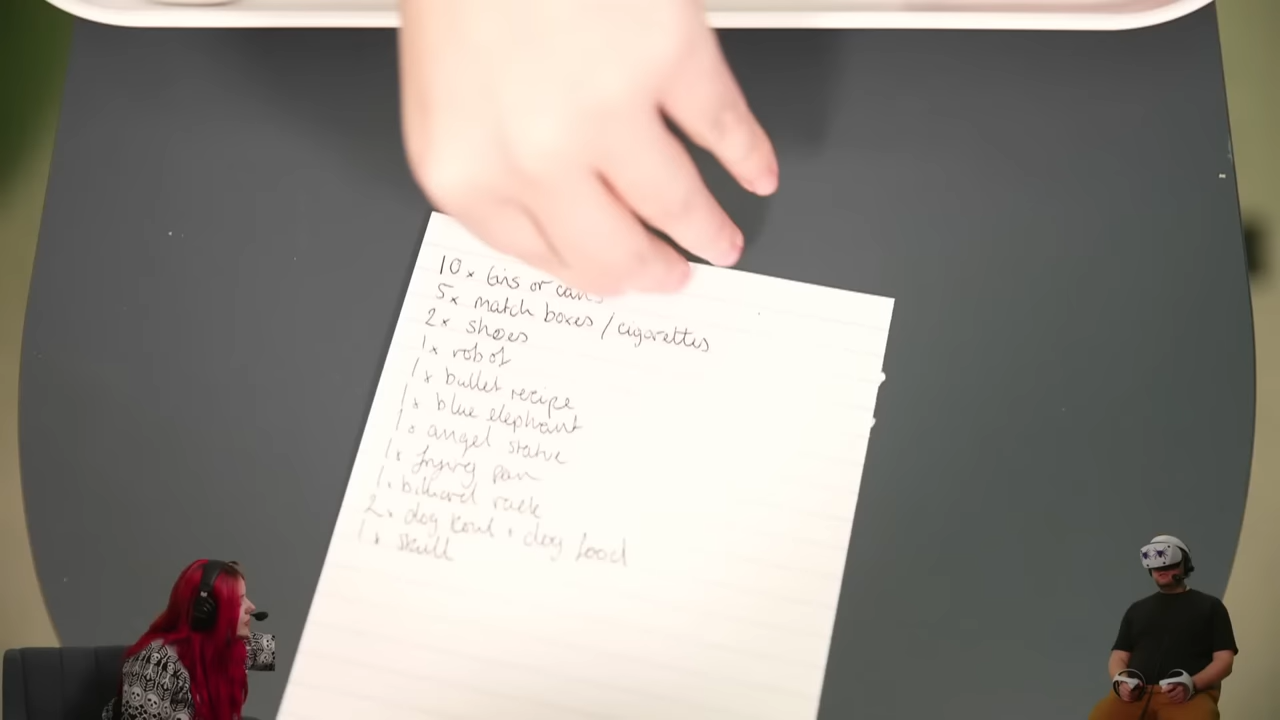 10 x tins or cans
5x match boxes / cigarettes
2x shoes
1x robot
1x bullet recipe
1x blue elephant
1x angel statue
1x frying pan
1x billiard rack
2x dog bowl + dog food
1x skull